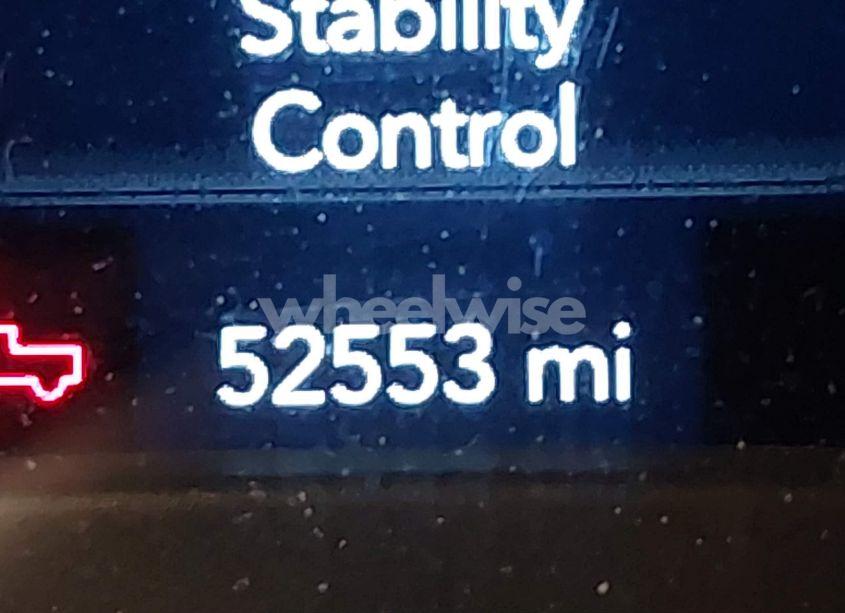 Stability
Control
wheelwise
52553 mi